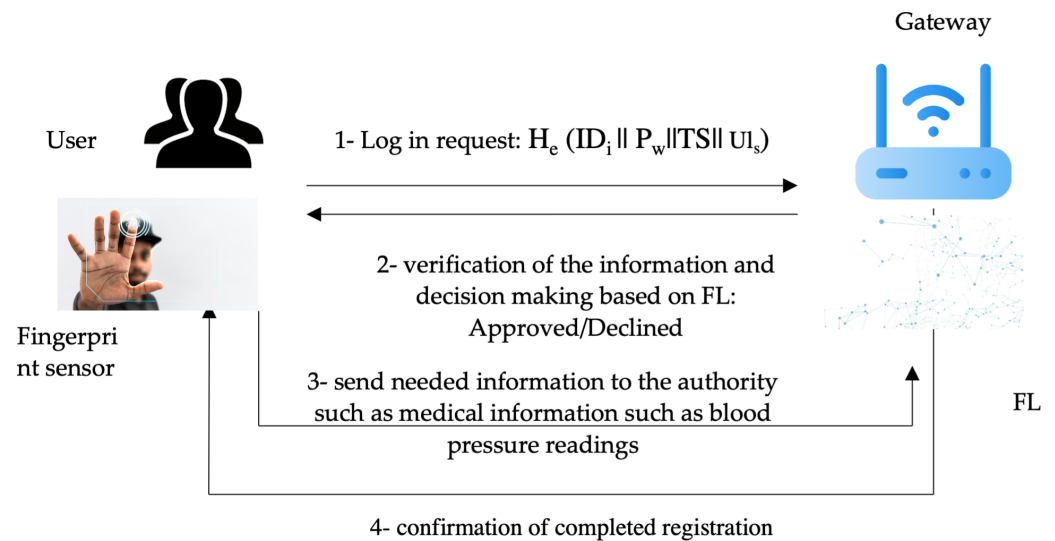 Gateway
User
1- Log in request: Hₑ (IDᵢ || P_w||TS|| Ulₛ)
2- verification of the information and
decision making based on FL:
Approved/Declined
Fingerpri
nt sensor
3- send needed information to the authority
such as medical information such as blood
pressure readings
FL
4- confirmation of completed registration